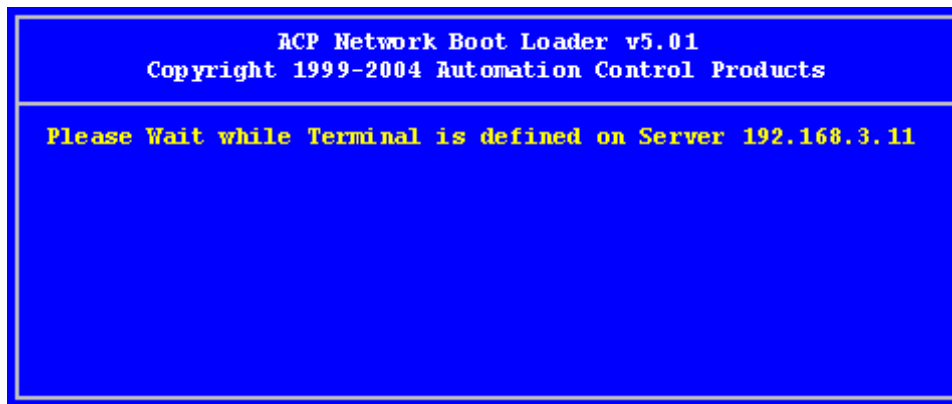 ACP Network Boot Loader v5.01
Copyright 1999-2004 Automation Control Products
Please Wait while Terminal is defined on Server 192.168.3.11